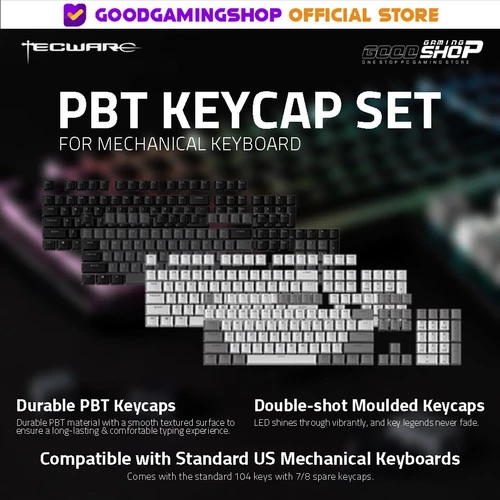 GOODGAMINGSHOP OFFICIAL STORE
TECWARE
GAMING
GOOD SHOP
ONE STOP PC GAMING STORE
PBT KEYCAP SET
FOR MECHANICAL KEYBOARD
Durable PBT Keycaps
Durable PBT material with a smooth textured surface to
ensure a long-lasting & comfortable typing experience.
Double-shot Moulded Keycaps
LED shines through vibrantly, and key legends never fade.
Compatible with Standard US Mechanical Keyboards
Comes with the standard 104 keys with 7/8 spare keycaps.